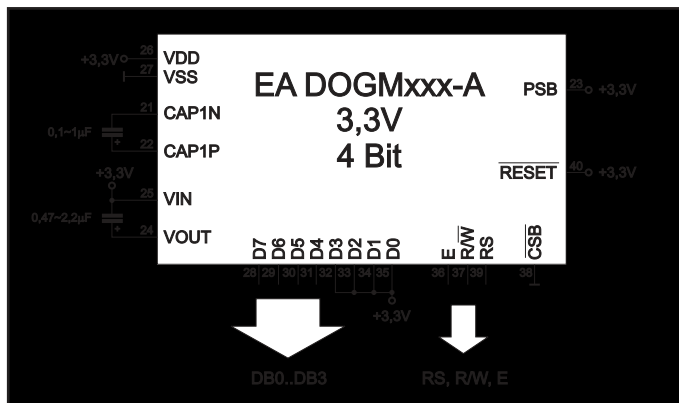 EA DOGMxxx-A
3,3V
4 Bit
+3,3V
26
VDD
27
VSS
21
CAP1N
0,1~1µF
+
22
CAP1P
+3,3V
25
VIN
0,47~2,2µF
+
24
VOUT
PSB
23
+3,3V
RESET
40
+3,3V
D7
D6
D5
D4
D3
D2
D1
D0
E
R/W
RS
CSB
28
29
30
31
32
33
34
35
36
37
39
38
+3,3V
DB0..DB3
RS, R/W, E